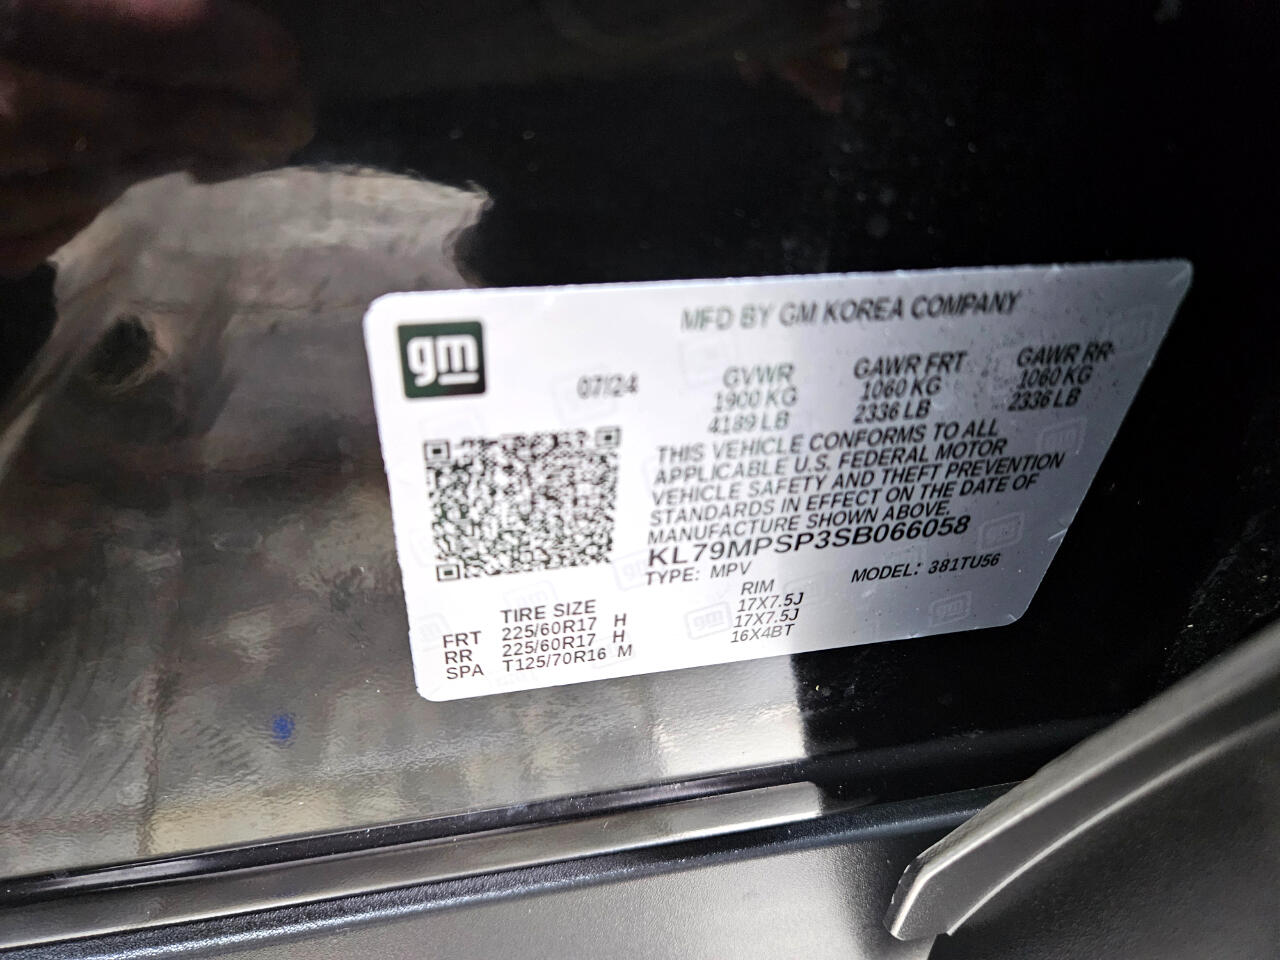 gm
MFD BY GM KOREA COMPANY
07/24
GVWR GAWR FRT GAWR RR
1900 KG 1060 KG 1060 KG
4189 LB 2336 LB 2336 LB
THIS VEHICLE CONFORMS TO ALL
APPLICABLE U.S. FEDERAL MOTOR
VEHICLE SAFETY AND THEFT PREVENTION
STANDARDS IN EFFECT ON THE DATE OF
MANUFACTURE SHOWN ABOVE.
KL79MPSP3SB066058
TYPE: MPV MODEL: 381TU56
TIRE SIZE RIM
FRT 225/60R17 H 17X7.5J
RR 225/60R17 H 17X7.5J
SPA T125/70R16 M 16X4BT